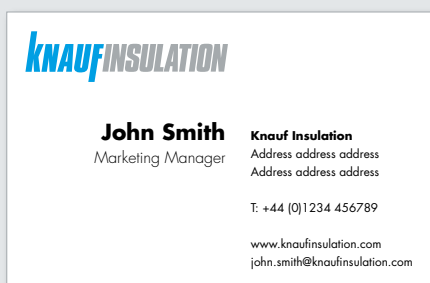 KNAUFINSULATION
John Smith
Marketing Manager
Knauf Insulation
Address address address
Address address address
T: +44 (0)1234 456789
www.knaufinsulation.com
john.smith@knaufinsulation.com